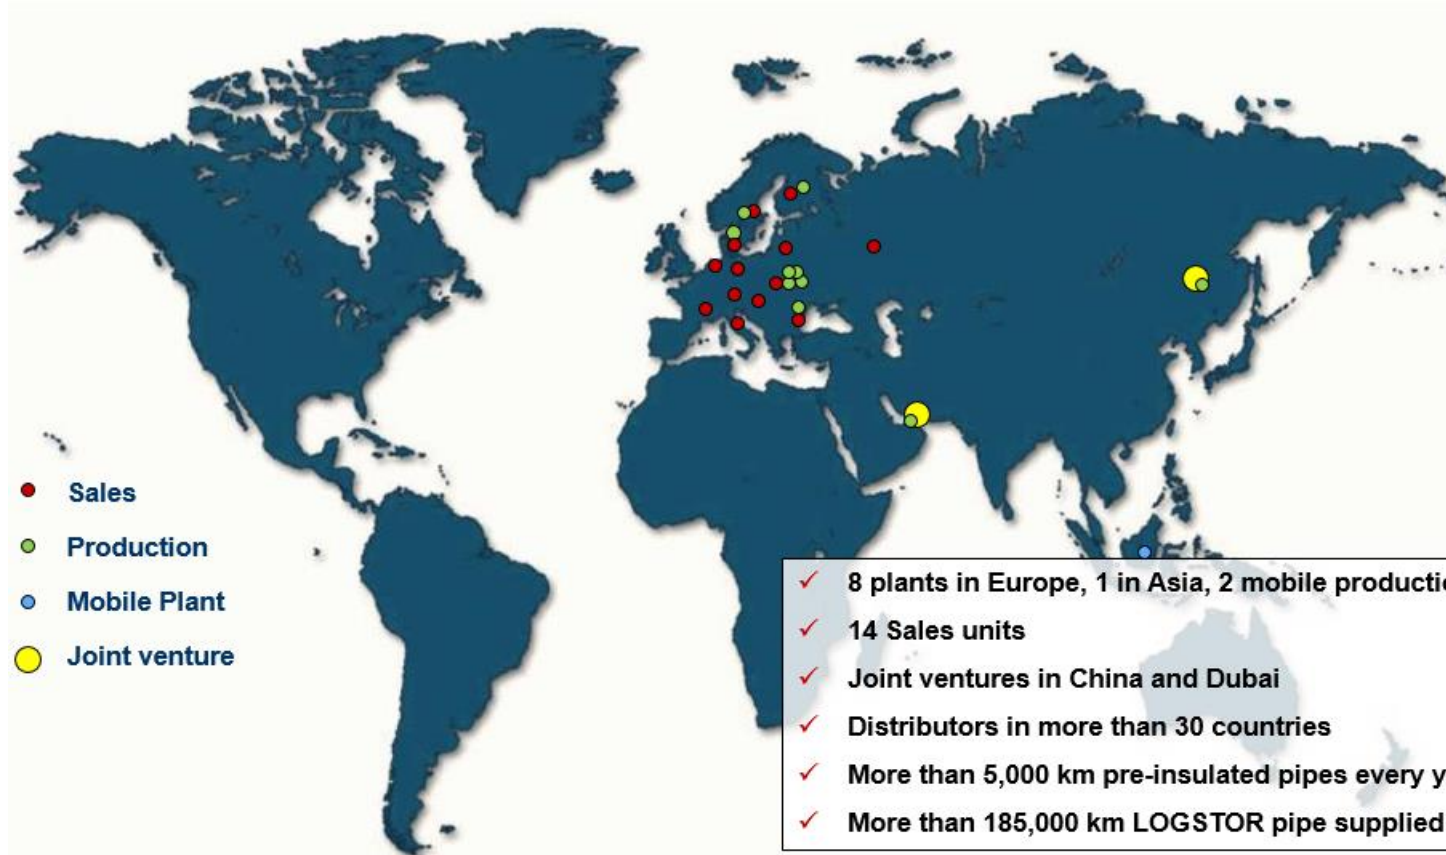 Sales
Production
Mobile Plant
Joint venture
✓ 8 plants in Europe, 1 in Asia, 2 mobile
✓ 14 Sales units
✓ Joint ventures in China and Dubai
✓ Distributors in more than 30 countries
✓ More than 5,000 km pre-insulated pipes every
✓ More than 185,000 km LOGSTOR pipe supplied